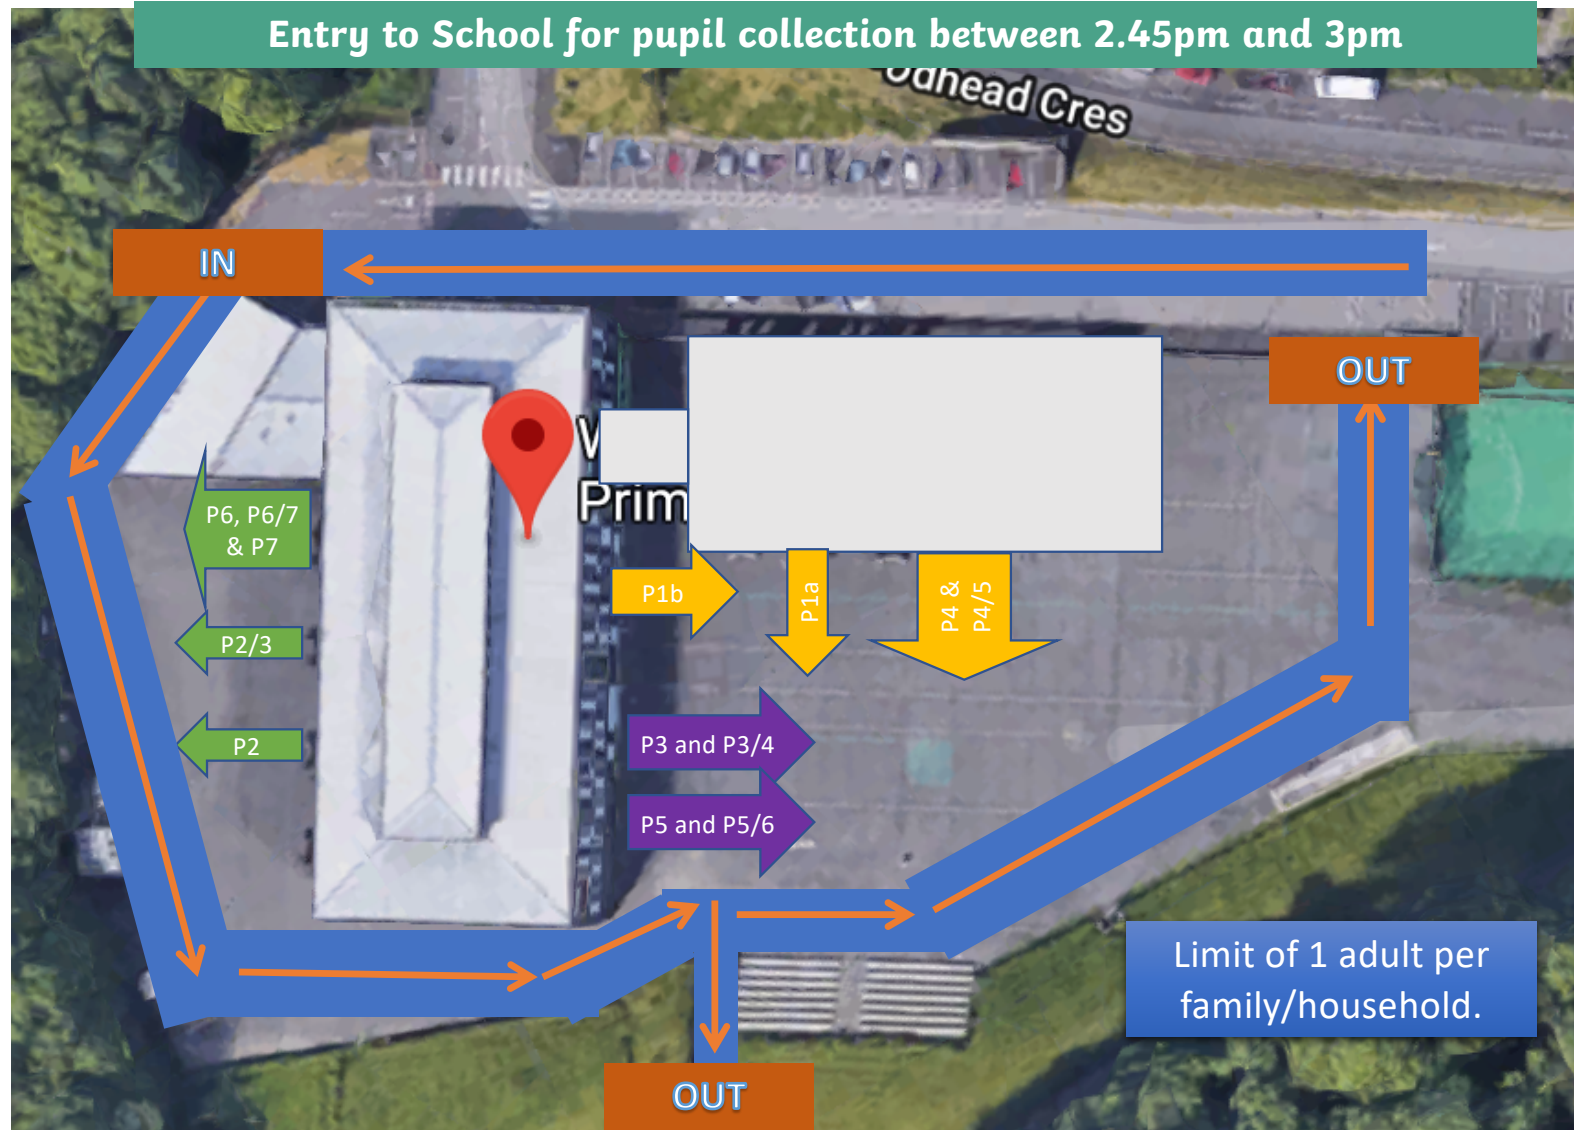 Entry to School for pupil collection between 2.45pm and 3pm
Cres
IN
OUT
P6, P6/7
& P7
P1b
P1a
P4 &
P4/5
P2/3
P2
P3 and P3/4
P5 and P5/6
Limit of 1 adult per
family/household.
OUT